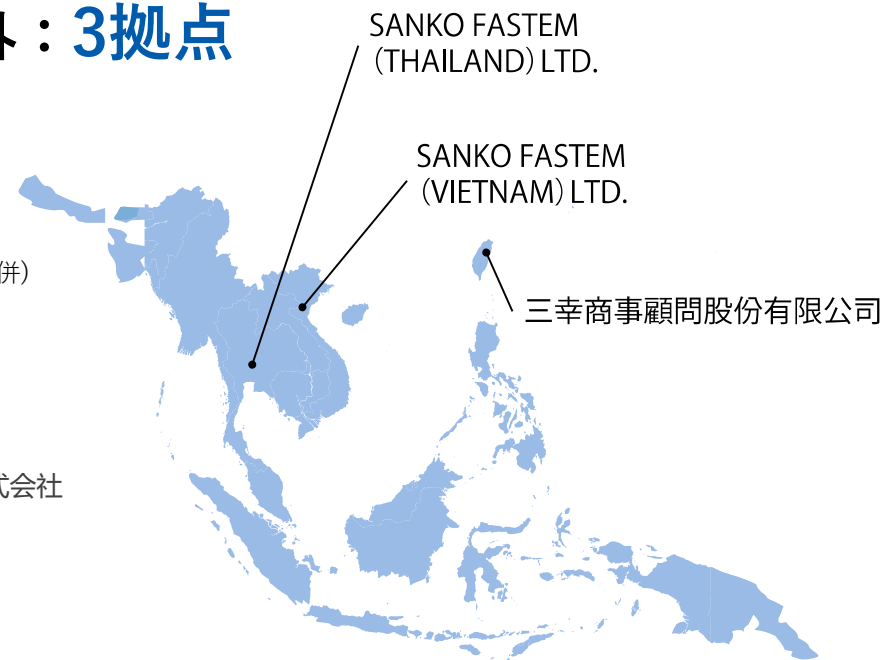 ：3拠点
SANKO FASTEM
（THAILAND）LTD.
SANKO FASTEM
（VIETNAM）LTD.
併）
三幸商事顧問股份有限公司
式会社